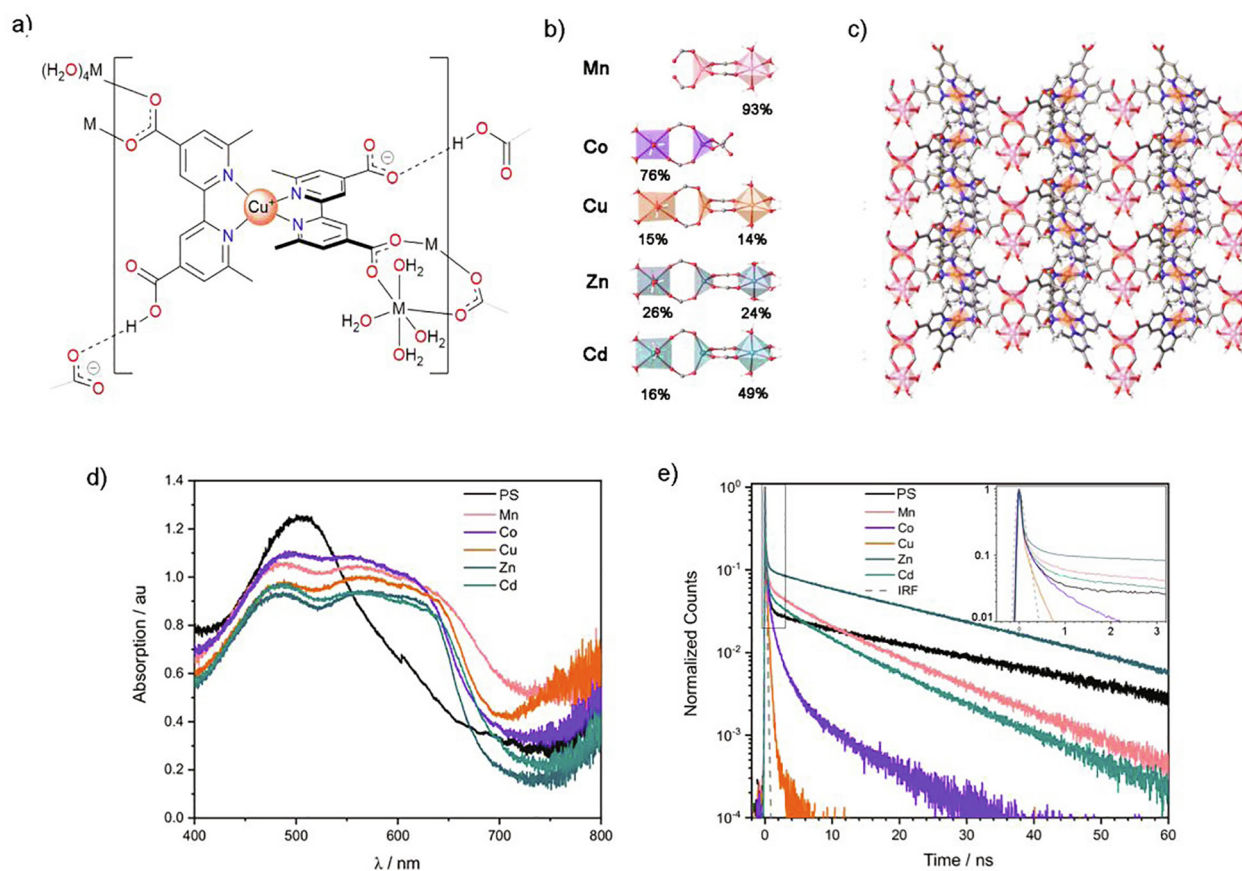 a)
(H2O)4M
M
O
O
N
N
Cu+
N
N
O
O
H
O
H
O
O
O
O
O
O
M
O
OH2
H2O
M
O
OH2
OH2
O
O
b)
Mn
93%
Co
76%
Cu
15% 14%
Zn
26% 24%
Cd
16% 49%
c)
d)
1.4
1.2
1.0
0.8
0.6
0.4
0.2
0.0
Absorption / au
PS
Mn
Co
Cu
Zn
Cd
400 500 600 700 800
λ / nm
e)
10^0
10^-1
10^-2
10^-3
10^-4
Normalized Counts
PS
Mn
Co
Cu
Zn
Cd
IRF
1
0.1
0.01
0 1 2 3
0 10 20 30 40 50 60
Time / ns